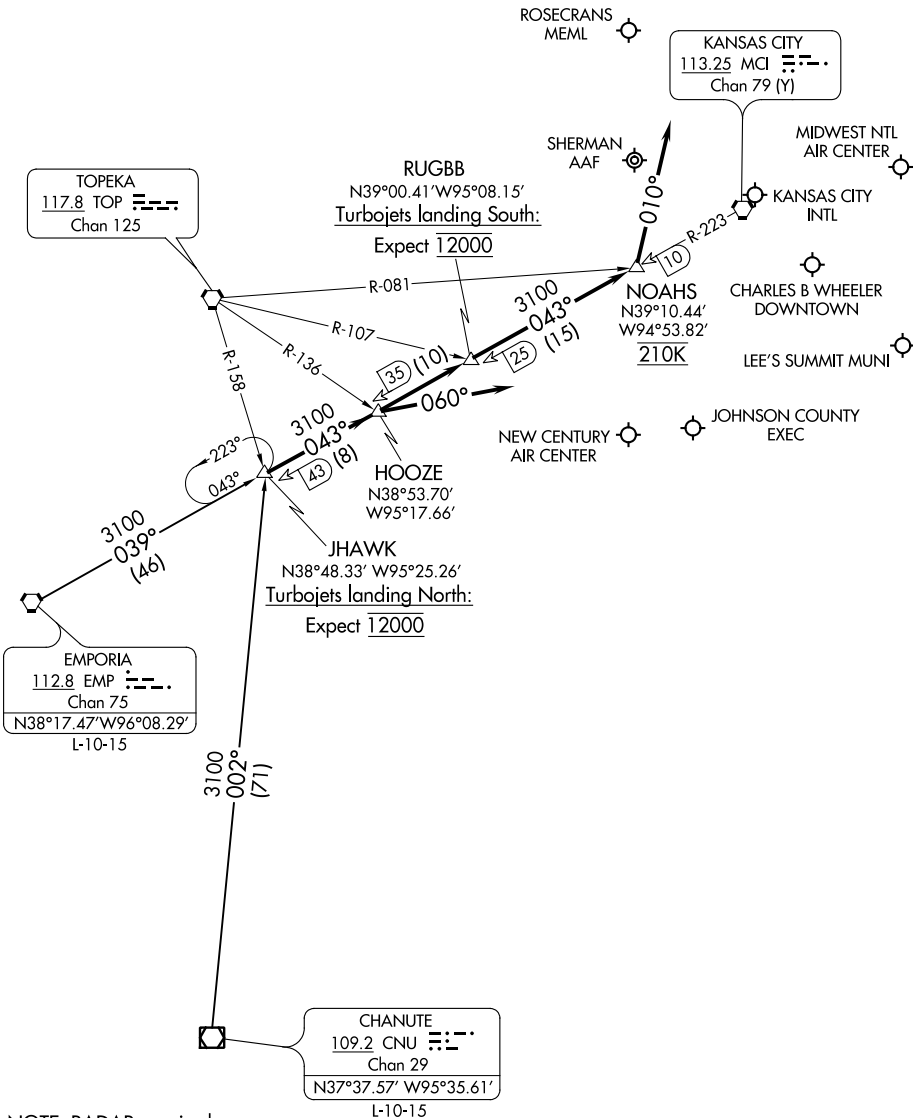 ROSECRANS
MEML
KANSAS CITY
113.25 MCI
Chan 79 (Y)
SHERMAN
AAF
MIDWEST NTL
AIR CENTER
TOPEKA
117.8 TOP
Chan 125
RUGBB
N39°00.41'W95°08.15'
Turbojets landing South:
Expect 12000
010°
KANSAS CITY
INTL
R-223
10
R-081
NOAHS
N39°10.44'
W94°53.82'
210K
CHARLES B WHEELER
DOWNTOWN
3100
043°
(15)
R-107
25
LEE'S SUMMIT MUNI
R-136
35
(10)
R-158
060°
3100
043°
(8)
43
NEW CENTURY
AIR CENTER
JOHNSON COUNTY
EXEC
HOOZE
N38°53.70'
W95°17.66'
223°
043°
3100
039°
(46)
JHAWK
N38°48.33' W95°25.26'
Turbojets landing North:
Expect 12000
EMPORIA
112.8 EMP
Chan 75
N38°17.47'W96°08.29'
L-10-15
3100
002°
(71)
CHANUTE
109.2 CNU
Chan 29
N37°37.57' W95°35.61'
L-10-15